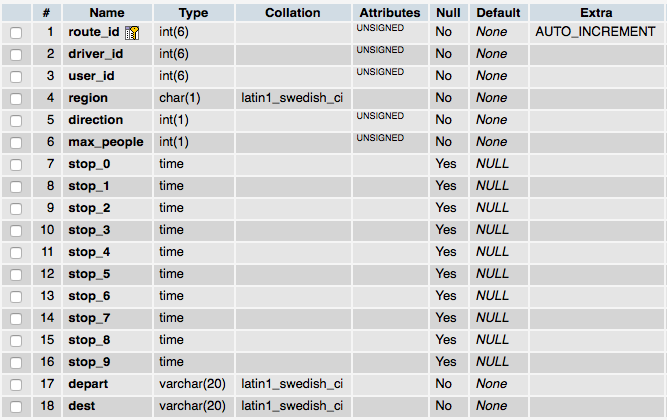 # Name Type Collation Attributes Null Default Extra
1 route_id int(6) UNSIGNED No None AUTO_INCREMENT
2 driver_id int(6) UNSIGNED No None
3 user_id int(6) UNSIGNED No None
4 region char(1) latin1_swedish_ci No None
5 direction int(1) UNSIGNED No None
6 max_people int(1) UNSIGNED No None
7 stop_0 time Yes NULL
8 stop_1 time Yes NULL
9 stop_2 time Yes NULL
10 stop_3 time Yes NULL
11 stop_4 time Yes NULL
12 stop_5 time Yes NULL
13 stop_6 time Yes NULL
14 stop_7 time Yes NULL
15 stop_8 time Yes NULL
16 stop_9 time Yes NULL
17 depart varchar(20) latin1_swedish_ci No None
18 dest varchar(20) latin1_swedish_ci No None